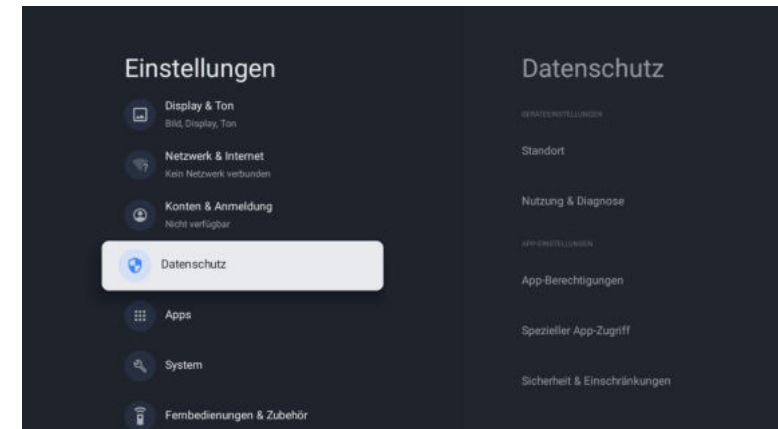 Einstellungen
Display & Ton
Bild, Display, Ton
Netzwerk & Internet
Kein Netzwerk verbunden
Konten & Anmeldung
Nicht verfügbar
Datenschutz
Apps
System
Fernbedienungen & Zubehör
Datenschutz
GERÄTEEINSTELLUNGEN
Standort
Nutzung & Diagnose
APP-EINSTELLUNGEN
App-Berechtigungen
Spezieller App-Zugriff
Sicherheit & Einschränkungen